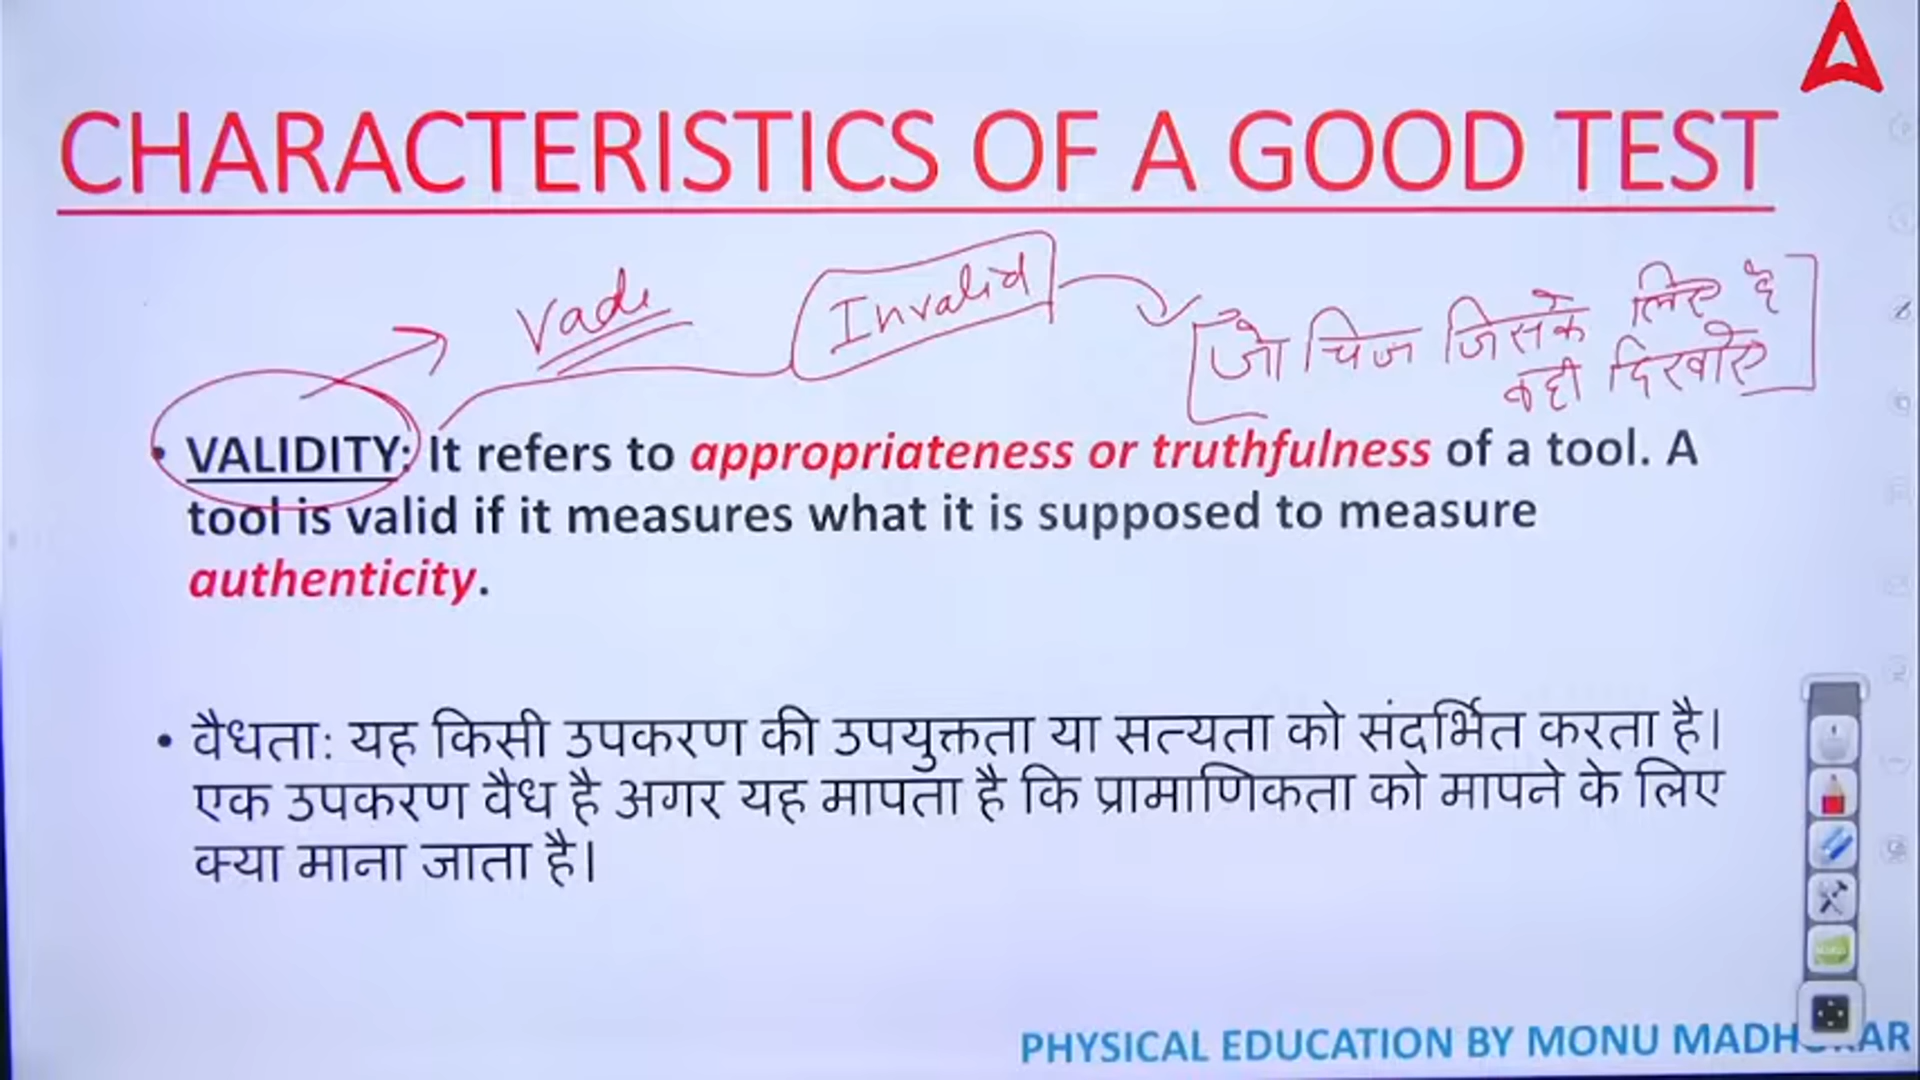 CHARACTERISTICS OF A GOOD TEST
Vade
Invalid
जो चिज जिसके लिए है
वही दिखाए
• VALIDITY: It refers to appropriateness or truthfulness of a tool. A
tool is valid if it measures what it is supposed to measure
authenticity.
• वैधता: यह किसी उपकरण की उपयुक्तता या सत्यता को संदर्भित करता है।
एक उपकरण वैध है अगर यह मापता है कि प्रामाणिकता को मापने के लिए
क्या माना जाता है।
PHYSICAL EDUCATION BY MONU